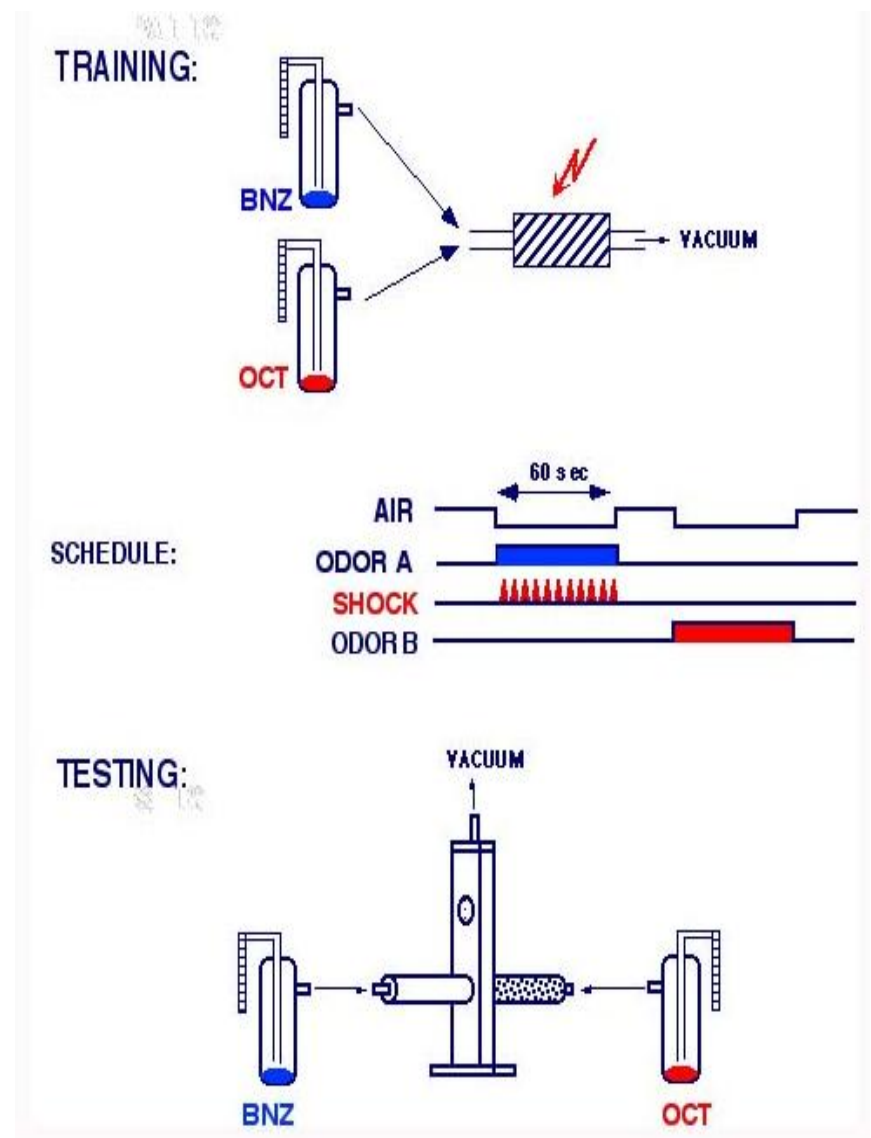 TRAINING:
BNZ
VACUUM
OCT
60 sec
AIR
SCHEDULE:
ODOR A
SHOCK
ODOR B
TESTING:
VACUUM
BNZ
OCT